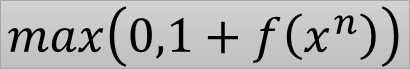 max(0,1 + f(xⁿ))